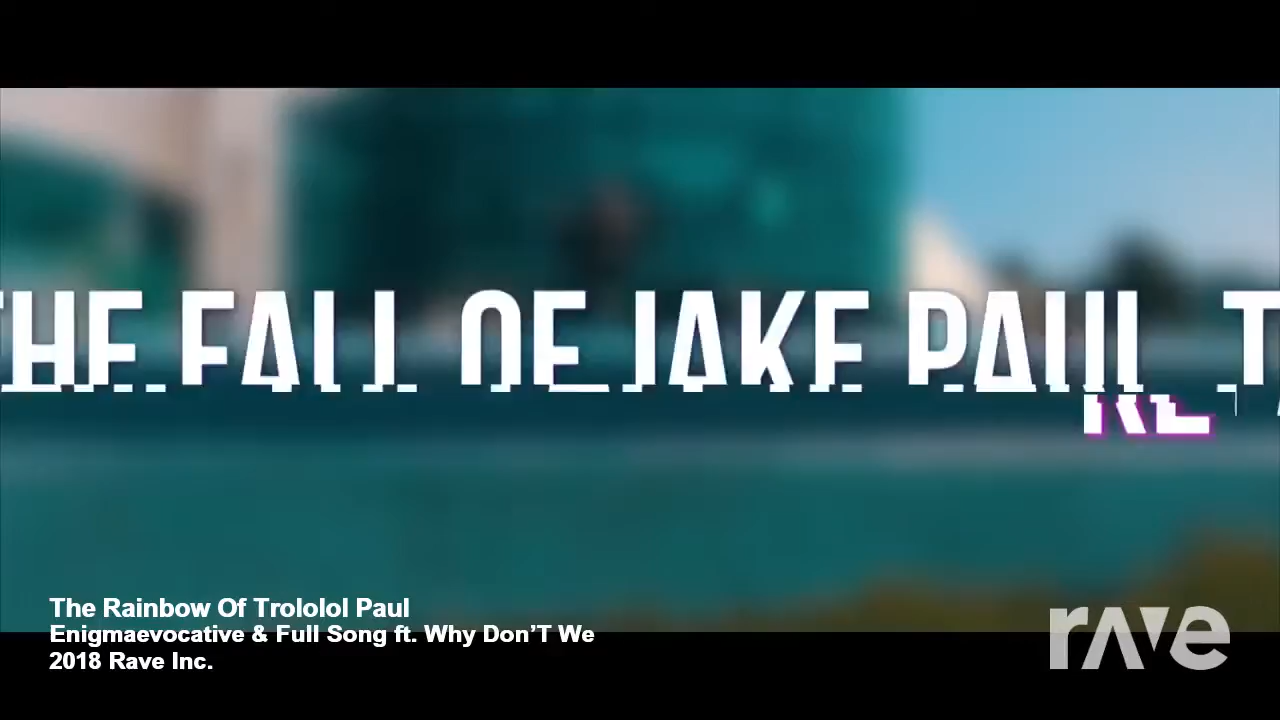 THE FALL OF JAKE PAUL
The Rainbow Of Trololol Paul
Enigmaevocative & Full Song ft. Why Don’T We
2018 Rave Inc.
rave